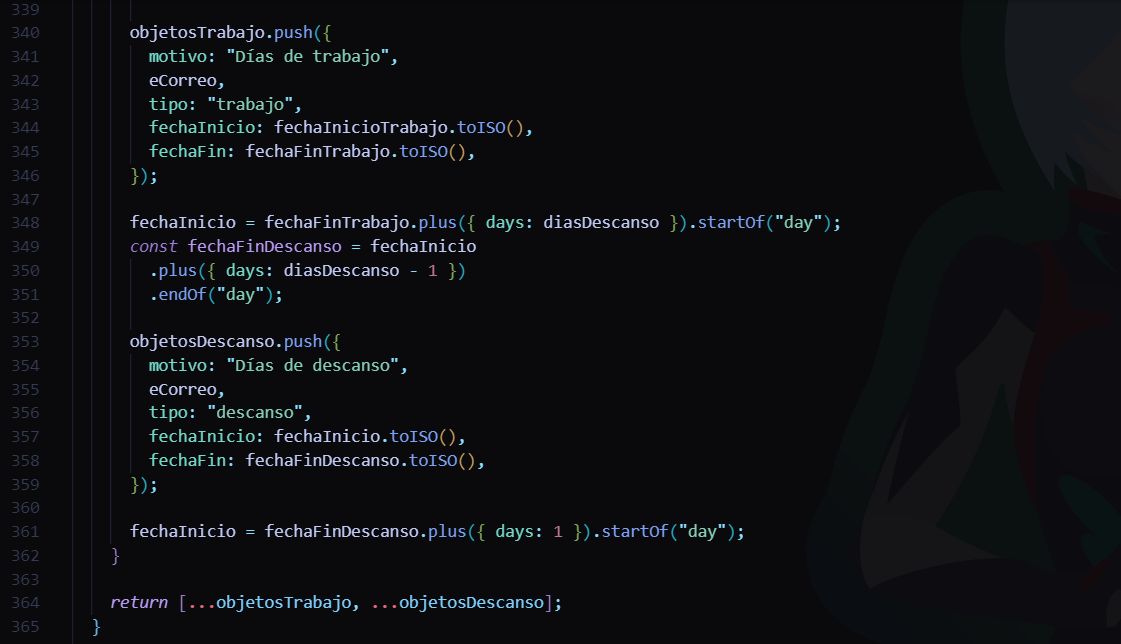 339
340 objetosTrabajo.push({
341 motivo: "Días de trabajo",
342 eCorreo,
343 tipo: "trabajo",
344 fechaInicio: fechaInicioTrabajo.toISO(),
345 fechaFin: fechaFinTrabajo.toISO(),
346 });
347
348 fechaInicio = fechaFinTrabajo.plus({ days: diasDescanso }).startOf("day");
349 const fechaFinDescanso = fechaInicio
350 .plus({ days: diasDescanso - 1 })
351 .endOf("day");
352
353 objetosDescanso.push({
354 motivo: "Días de descanso",
355 eCorreo,
356 tipo: "descanso",
357 fechaInicio: fechaInicio.toISO(),
358 fechaFin: fechaFinDescanso.toISO(),
359 });
360
361 fechaInicio = fechaFinDescanso.plus({ days: 1 }).startOf("day");
362 }
363
364 return [...objetosTrabajo, ...objetosDescanso];
365 }